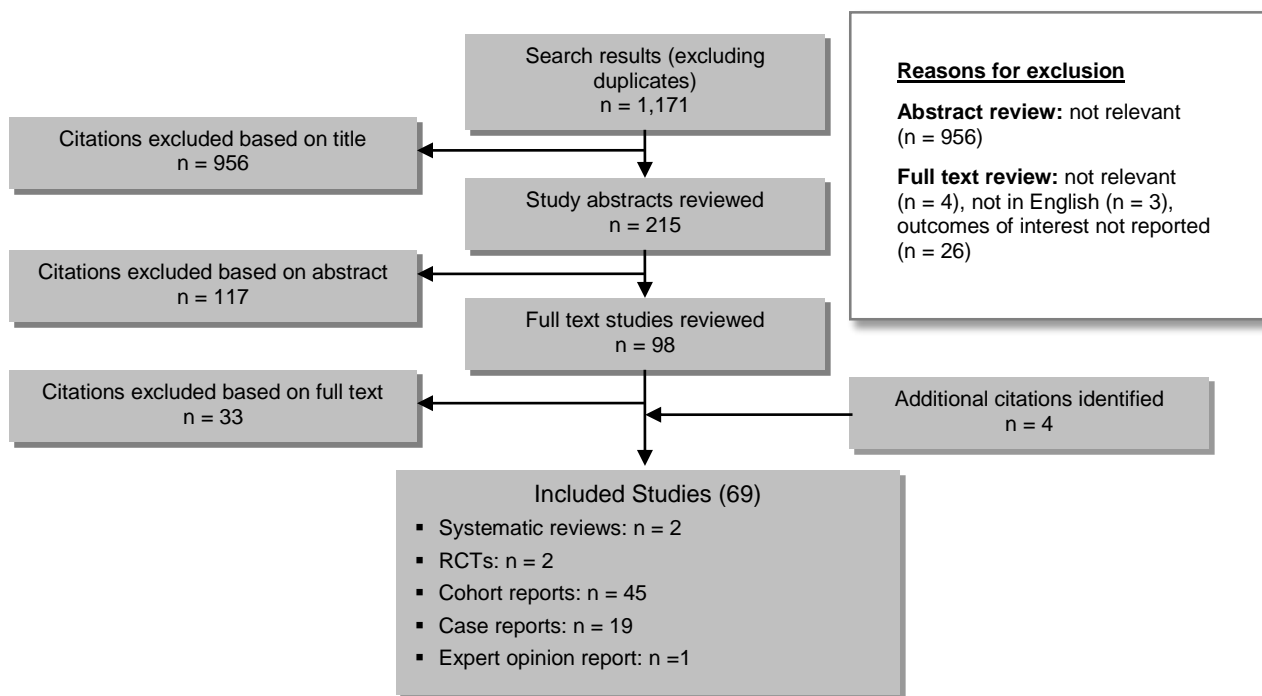 Search results (excluding
duplicates)
n = 1,171
Reasons for exclusion
Abstract review: not relevant
(n = 956)
Full text review: not relevant
(n = 4), not in English (n = 3),
outcomes of interest not reported
(n = 26)
Citations excluded based on title
n = 956
Study abstracts reviewed
n = 215
Citations excluded based on abstract
n = 117
Full text studies reviewed
n = 98
Citations excluded based on full text
n = 33
Additional citations identified
n = 4
Included Studies (69)
▪ Systematic reviews: n = 2
▪ RCTs: n = 2
▪ Cohort reports: n = 45
▪ Case reports: n = 19
▪ Expert opinion report: n =1